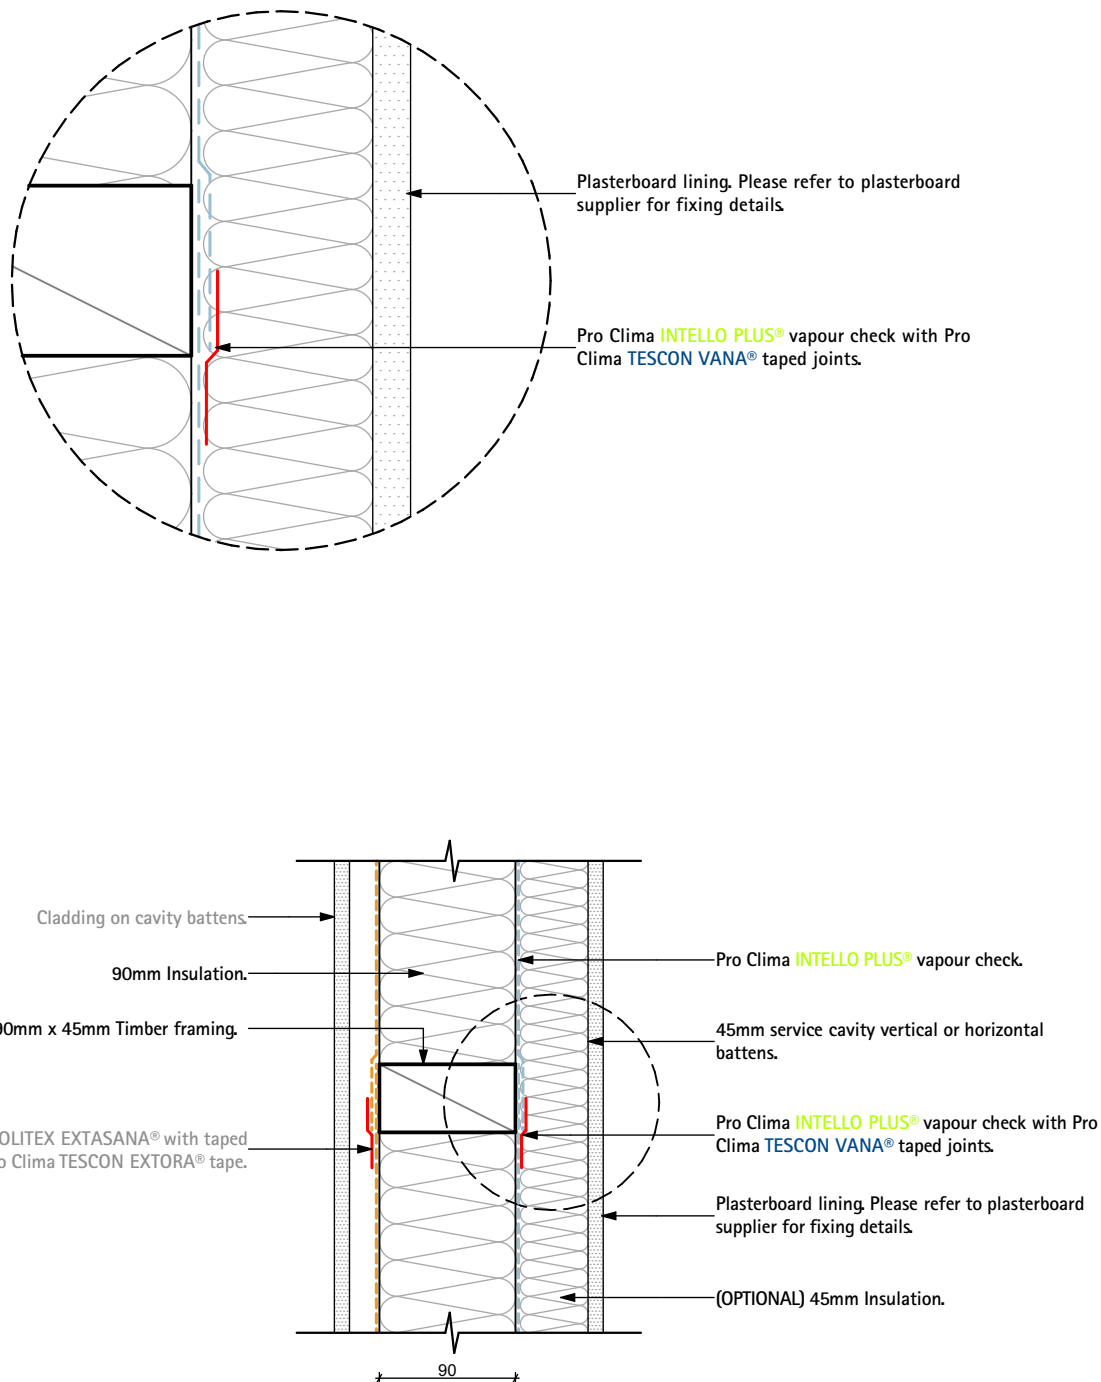 Plasterboard lining. Please refer to plasterboard
supplier for fixing details.
Pro Clima INTELLO PLUS® vapour check with Pro
Clima TESCON VANA® taped joints.
Cladding on cavity battens.
90mm Insulation.
90mm x 45mm Timber framing.
OLITEX EXTASANA® with taped
o Clima TESCON EXTORA® tape.
Pro Clima INTELLO PLUS® vapour check.
45mm service cavity vertical or horizontal
battens.
Pro Clima INTELLO PLUS® vapour check with Pro
Clima TESCON VANA® taped joints.
Plasterboard lining. Please refer to plasterboard
supplier for fixing details.
(OPTIONAL) 45mm Insulation.
90